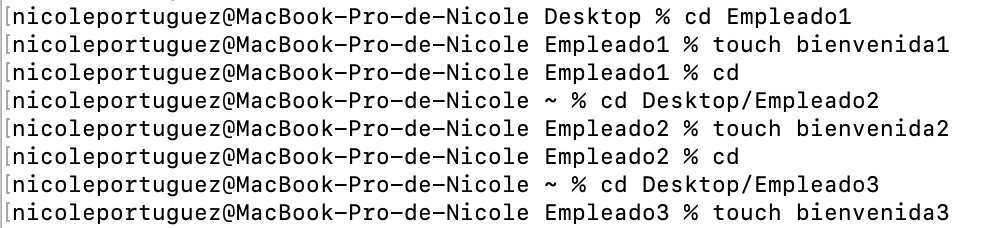 [nicoleportuguez@MacBook-Pro-de-Nicole Desktop % cd Empleado1
[nicoleportuguez@MacBook-Pro-de-Nicole Empleado1 % touch bienvenida1
[nicoleportuguez@MacBook-Pro-de-Nicole Empleado1 % cd
[nicoleportuguez@MacBook-Pro-de-Nicole ~ % cd Desktop/Empleado2
[nicoleportuguez@MacBook-Pro-de-Nicole Empleado2 % touch bienvenida2
[nicoleportuguez@MacBook-Pro-de-Nicole Empleado2 % cd
[nicoleportuguez@MacBook-Pro-de-Nicole ~ % cd Desktop/Empleado3
[nicoleportuguez@MacBook-Pro-de-Nicole Empleado3 % touch bienvenida3